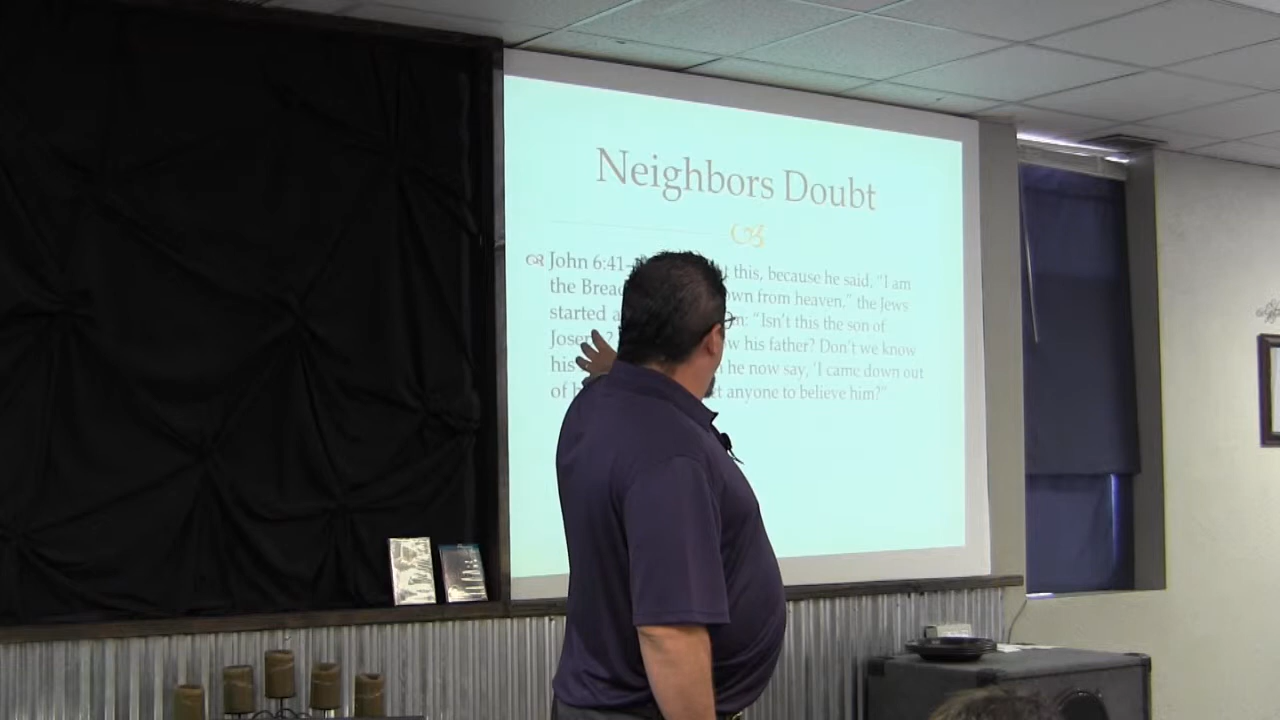 Neighbors Doubt
John 6:41- t this, because he said, "I am
the Bread own from heaven," the Jews
started a n: "Isn't this the son of
Joseph? w his father? Don't we know
his he now say, 'I came down out
of et anyone to believe him?"